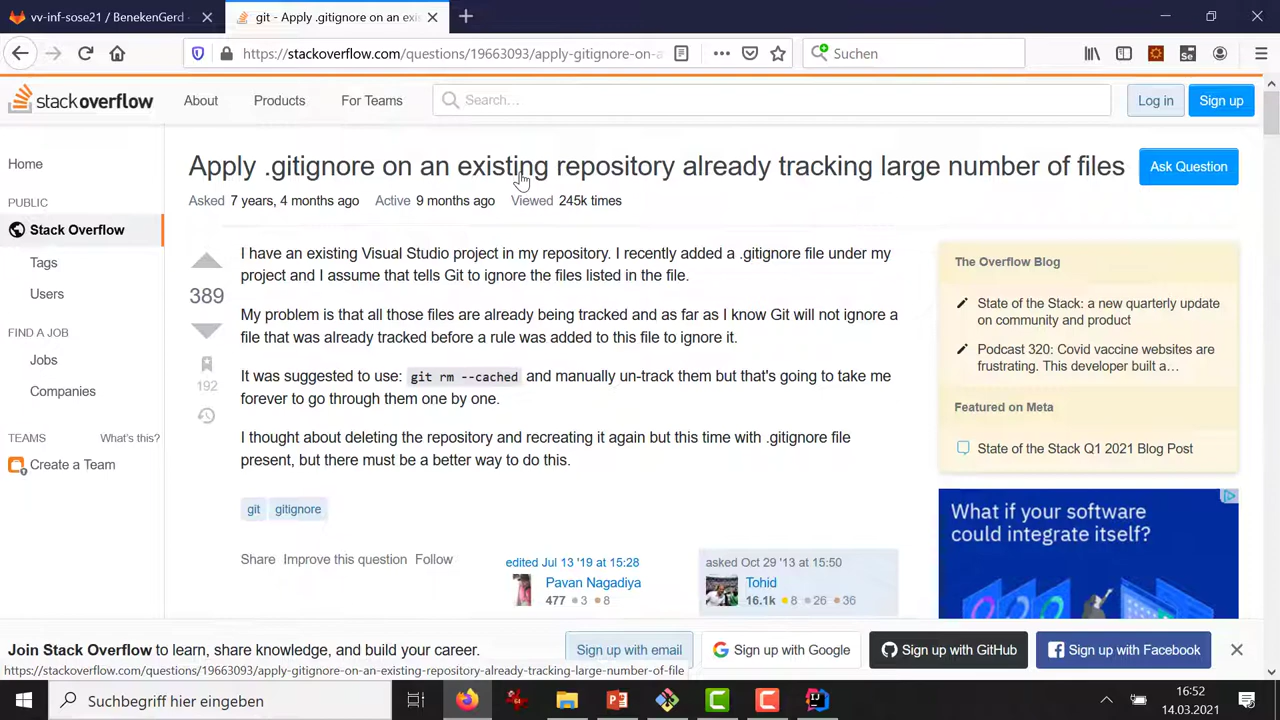 vv-inf-sose21 / BenekenGerd
git - Apply .gitignore on an exis
https://stackoverflow.com/questions/19663093/apply-gitignore-on-a
Suchen
stackoverflow
About
Products
For Teams
Search...
Log in
Sign up
Home
PUBLIC
Stack Overflow
Tags
Users
FIND A JOB
Jobs
Companies
TEAMS
What's this?
Create a Team
Apply .gitignore on an existing repository already tracking large number of files
Ask Question
Asked 7 years, 4 months ago Active 9 months ago Viewed 245k times
389
192
I have an existing Visual Studio project in my repository. I recently added a .gitignore file under my
project and I assume that tells Git to ignore the files listed in the file.
My problem is that all those files are already being tracked and as far as I know Git will not ignore a
file that was already tracked before a rule was added to this file to ignore it.
It was suggested to use: git rm --cached and manually un-track them but that's going to take me
forever to go through them one by one.
I thought about deleting the repository and recreating it again but this time with .gitignore file
present, but there must be a better way to do this.
git gitignore
Share Improve this question Follow
edited Jul 13 '19 at 15:28
Pavan Nagadiya
477 3 8
asked Oct 29 '13 at 15:50
Tohid
16.1k 8 26 36
The Overflow Blog
State of the Stack: a new quarterly update
on community and product
Podcast 320: Covid vaccine websites are
frustrating. This developer built a…
Featured on Meta
State of the Stack Q1 2021 Blog Post
What if your software
could integrate itself?
Join Stack Overflow to learn, share knowledge, and build your career.
Sign up with email
Sign up with Google
Sign up with GitHub
Sign up with Facebook
https://stackoverflow.com/questions/19663093/apply-gitignore-on-an-existing-repository-already-tracking-large-number-of-file
Suchbegriff hier eingeben
16:52
14.03.2021